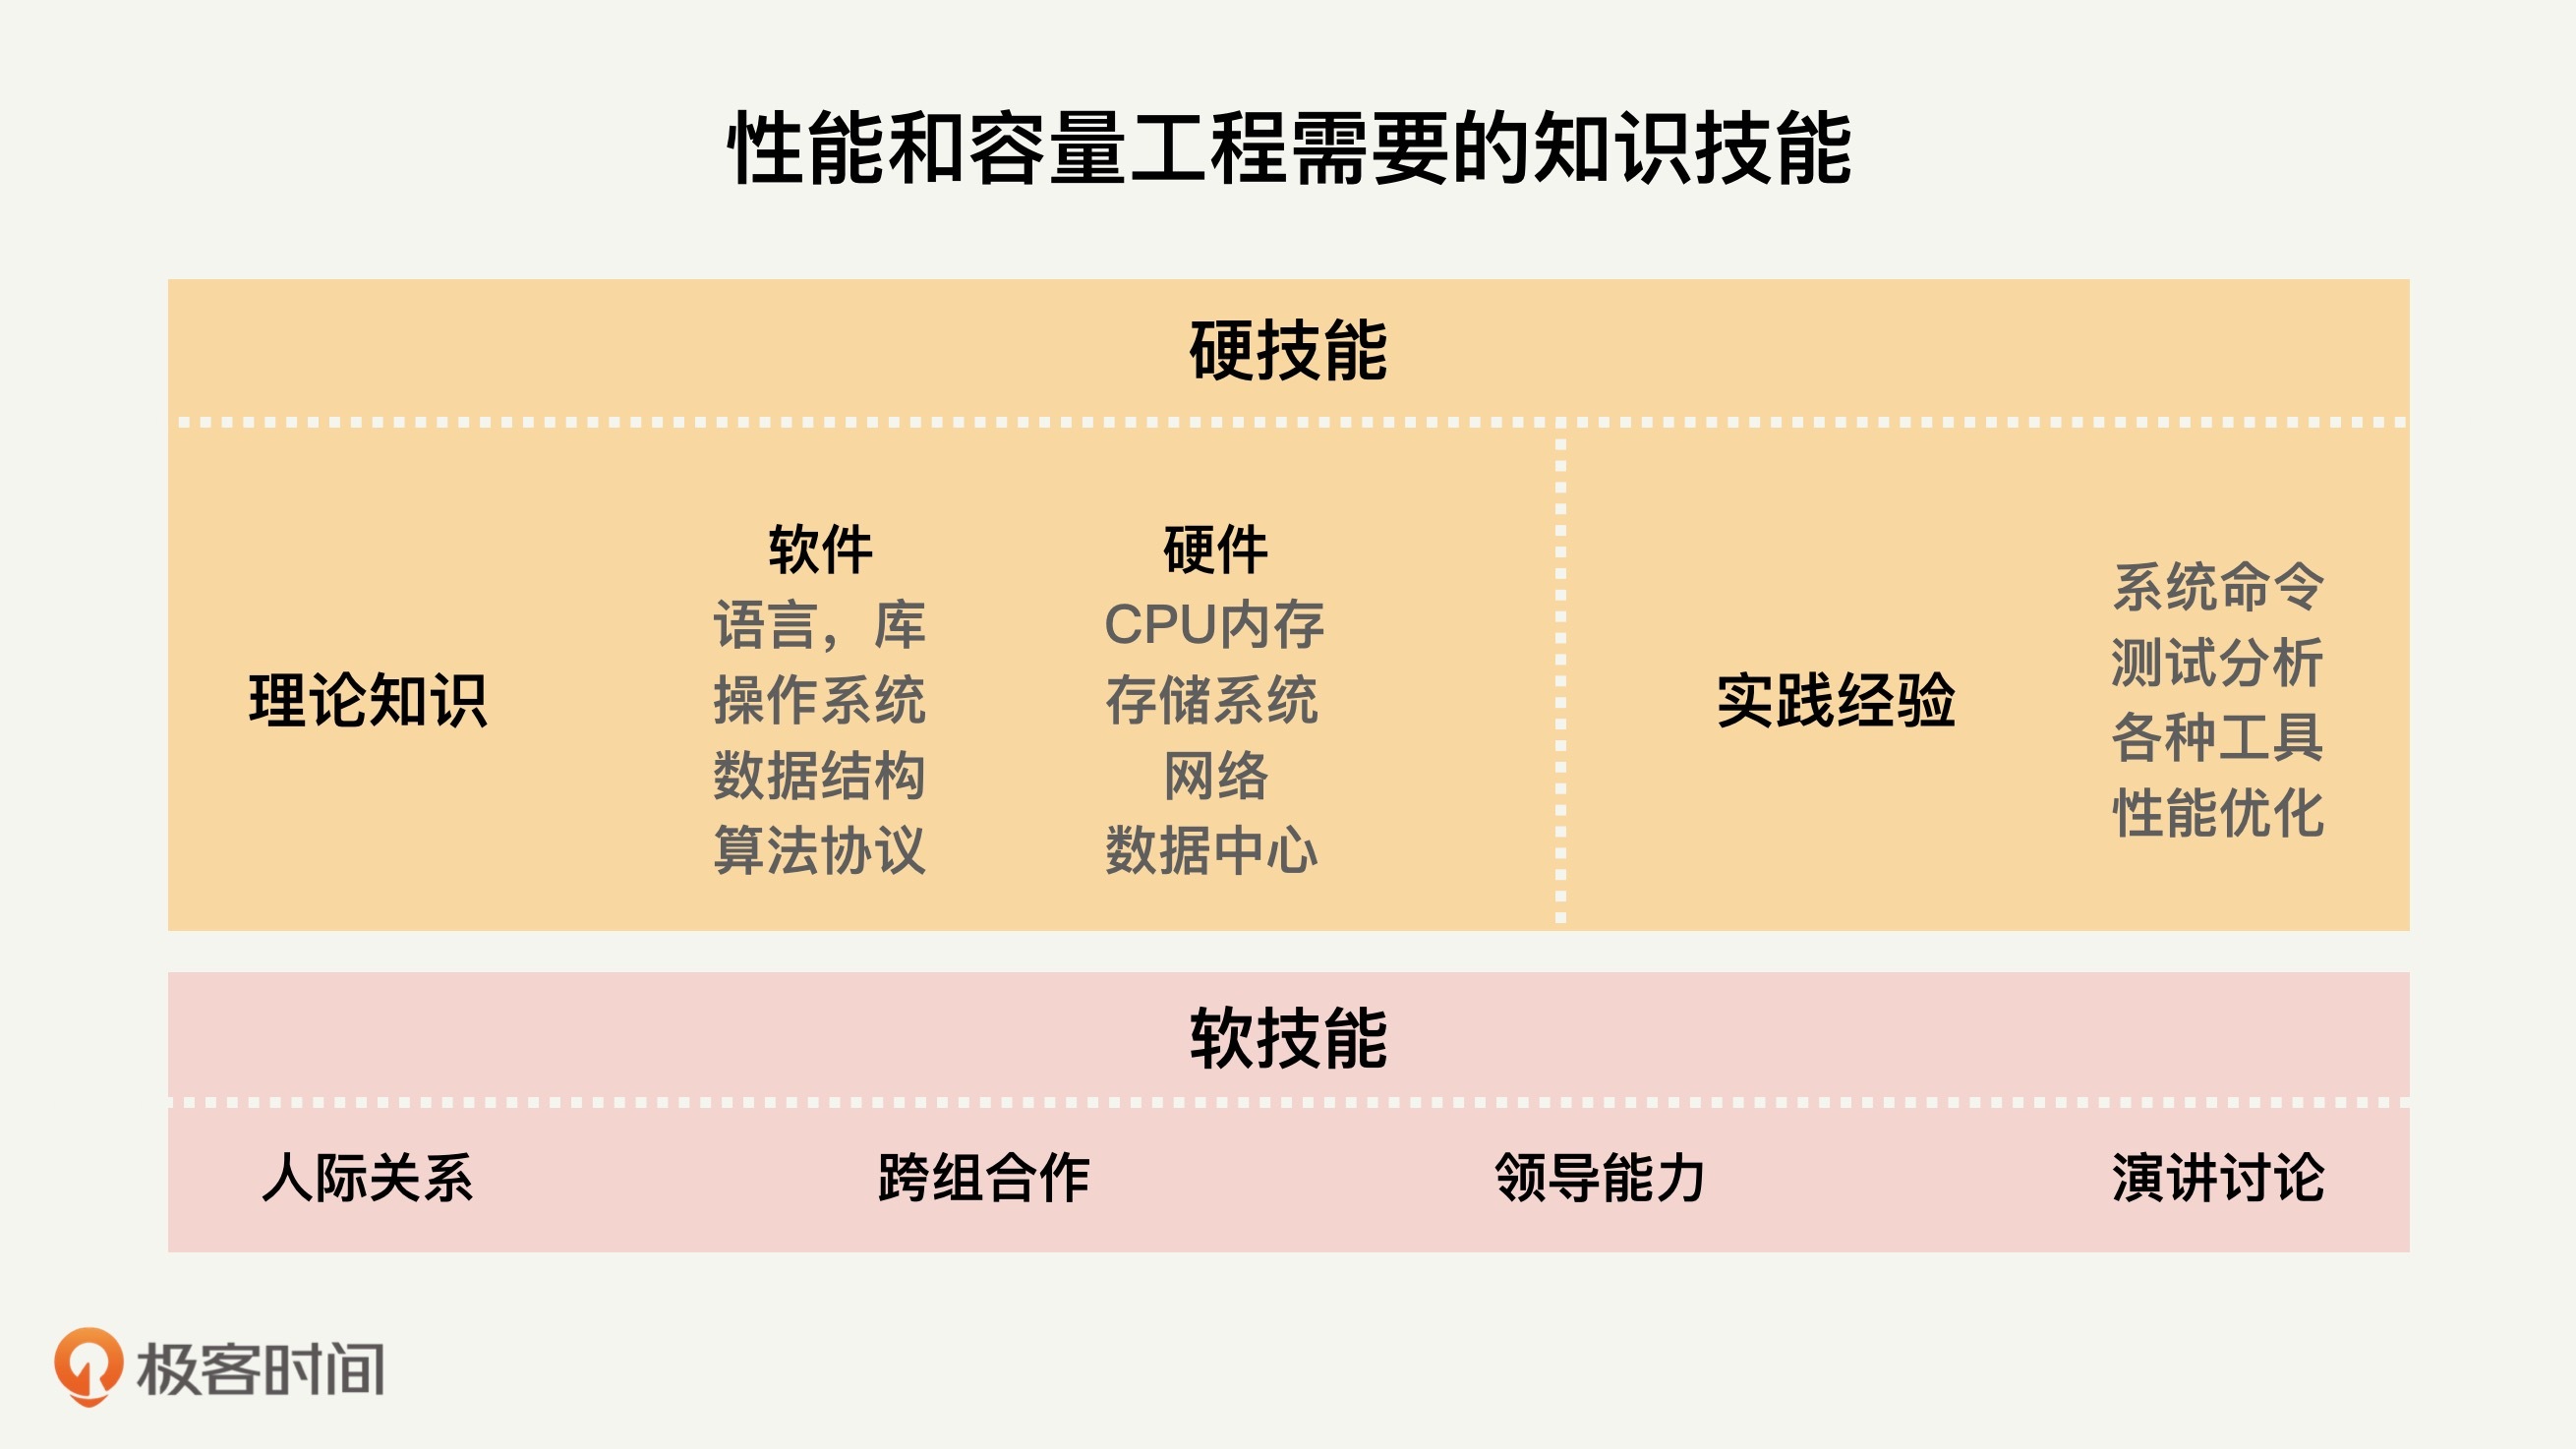 性能和容量工程需要的知识技能
硬技能
理论知识
软件
语言，库
操作系统
数据结构
算法协议
硬件
CPU内存
存储系统
网络
数据中心
实践经验
系统命令
测试分析
各种工具
性能优化
软技能
人际关系
跨组合作
领导能力
演讲讨论
极客时间